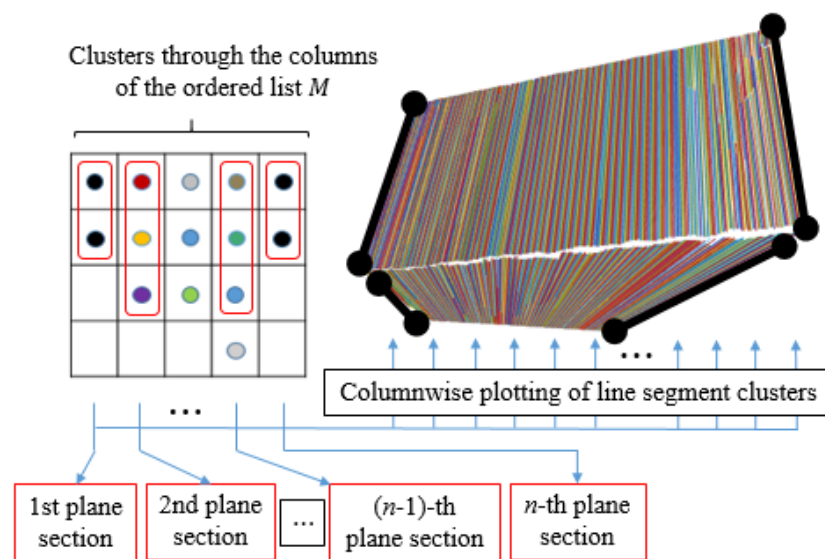 Clusters through the columns
of the ordered list M
...
...
Columnwise plotting of line segment clusters
1st plane
section
2nd plane
section
...
(n-1)-th
plane section
n-th plane
section